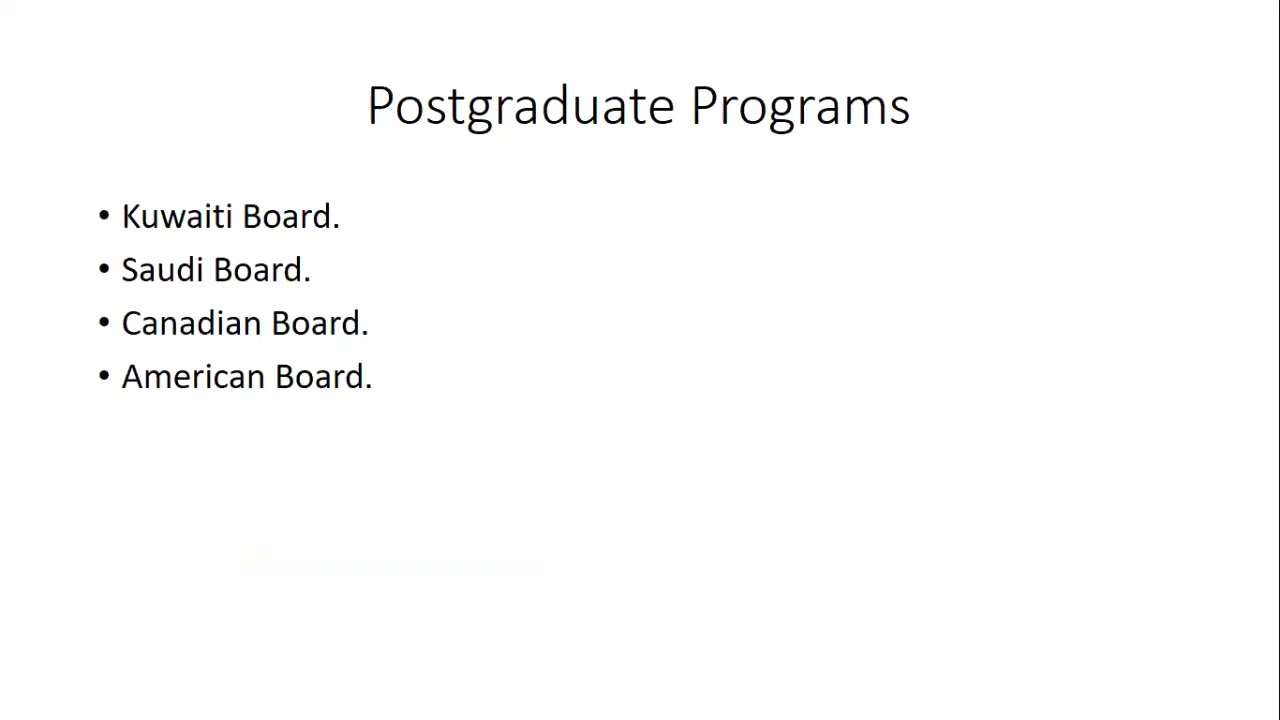 Postgraduate Programs
• Kuwaiti Board.
• Saudi Board.
• Canadian Board.
• American Board.